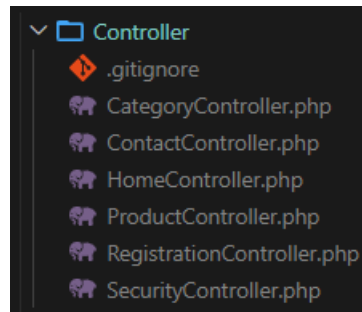 Controller
.gitignore
CategoryController.php
ContactController.php
HomeController.php
ProductController.php
RegistrationController.php
SecurityController.php